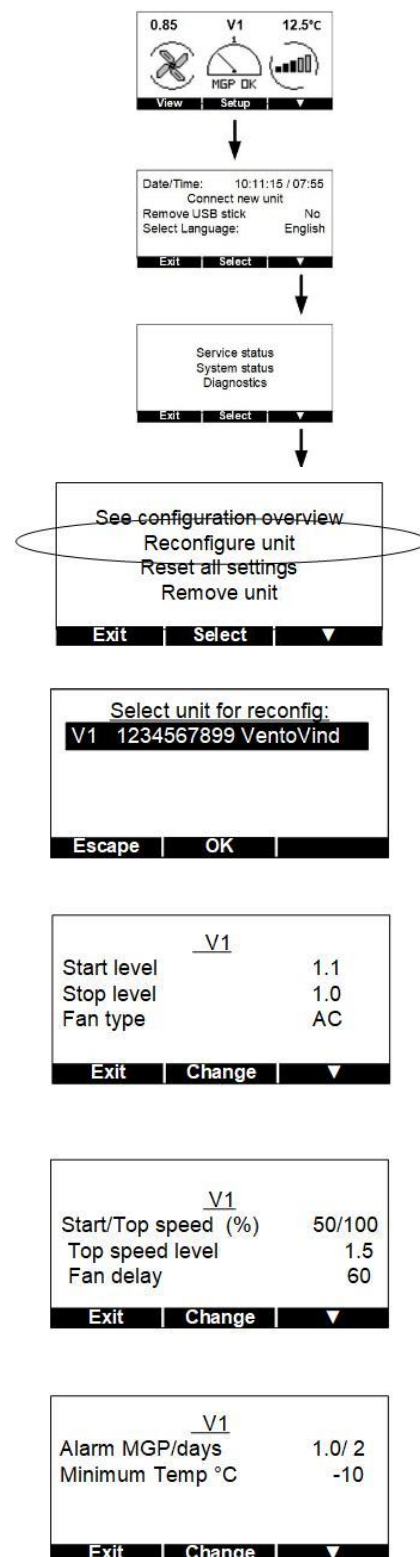 0.85 V1 12.5°C
1
MGP OK
View Setup ▼
Date/Time: 10:11:15 / 07:55
Connect new unit
Remove USB stick No
Select Language: English
Exit Select ▼
Service status
System status
Diagnostics
Exit Select ▼
See configuration overview
Reconfigure unit
Reset all settings
Remove unit
Exit Select ▼
Select unit for reconfig:
V1 1234567899 VentoVind
Escape OK
V1
Start level 1.1
Stop level 1.0
Fan type AC
Exit Change ▼
V1
Start/Top speed (%) 50/100
Top speed level 1.5
Fan delay 60
Exit Change ▼
V1
Alarm MGP/days 1.0/ 2
Minimum Temp °C -10
Exit Change ▼